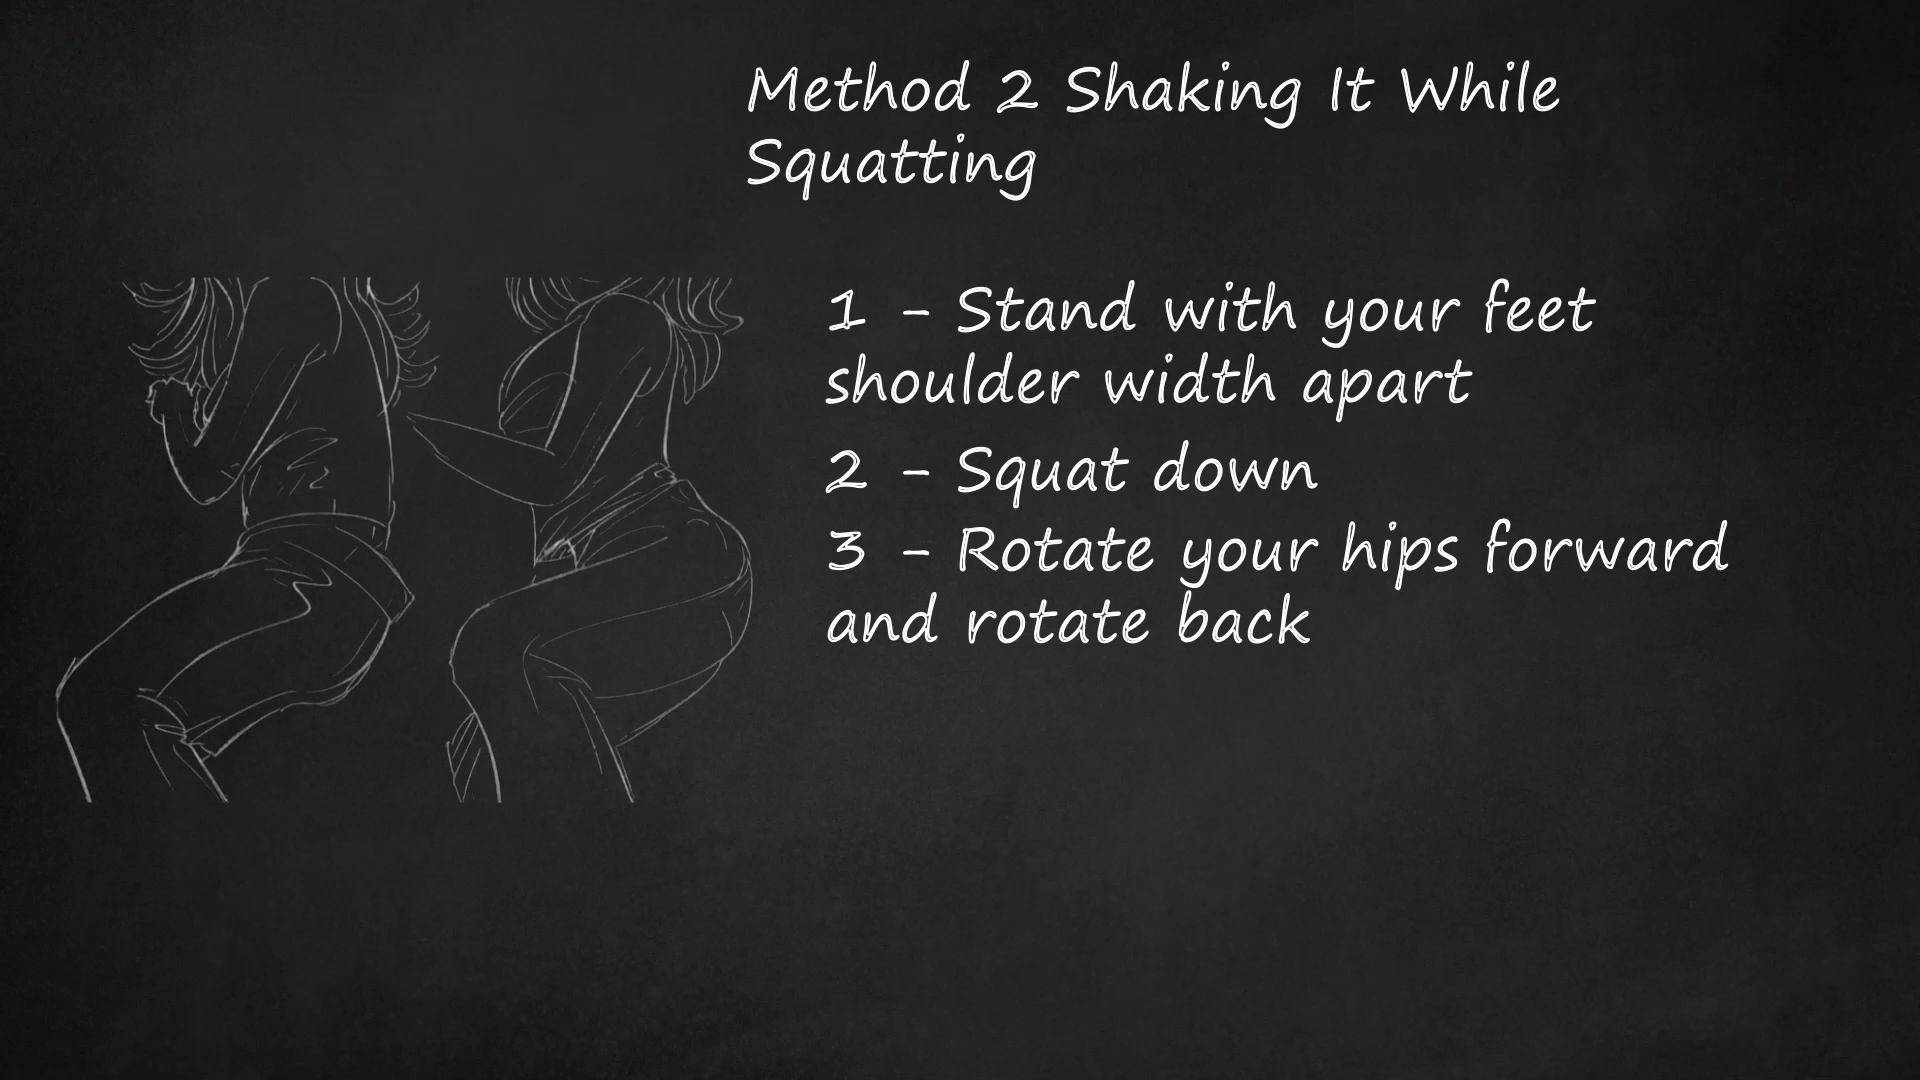 Method 2 Shaking It While
Squatting
1 - Stand with your feet
shoulder width apart
2 - Squat down
3 - Rotate your hips forward
and rotate back